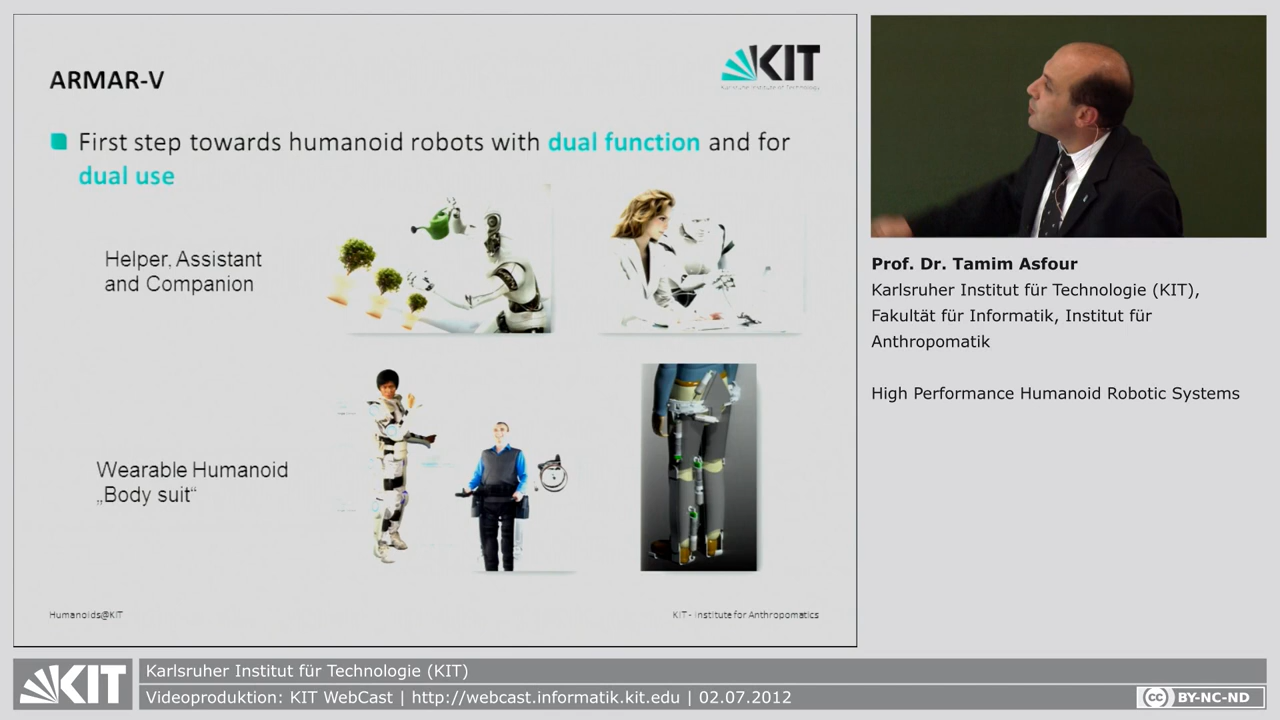 ARMAR-V
KIT
Karlsruhe Institute of Technology
First step towards humanoid robots with dual function and for
dual use
Helper, Assistant
and Companion
Wearable Humanoid
„Body suit“
Humanoids@KIT
KIT - Institute for Anthropomatics
Prof. Dr. Tamim Asfour
Karlsruher Institut für Technologie (KIT),
Fakultät für Informatik, Institut für
Anthropomatik
High Performance Humanoid Robotic Systems
KIT
Karlsruher Institut für Technologie (KIT)
Videoproduktion: KIT WebCast | http://webcast.informatik.kit.edu | 02.07.2012
cc BY-NC-ND